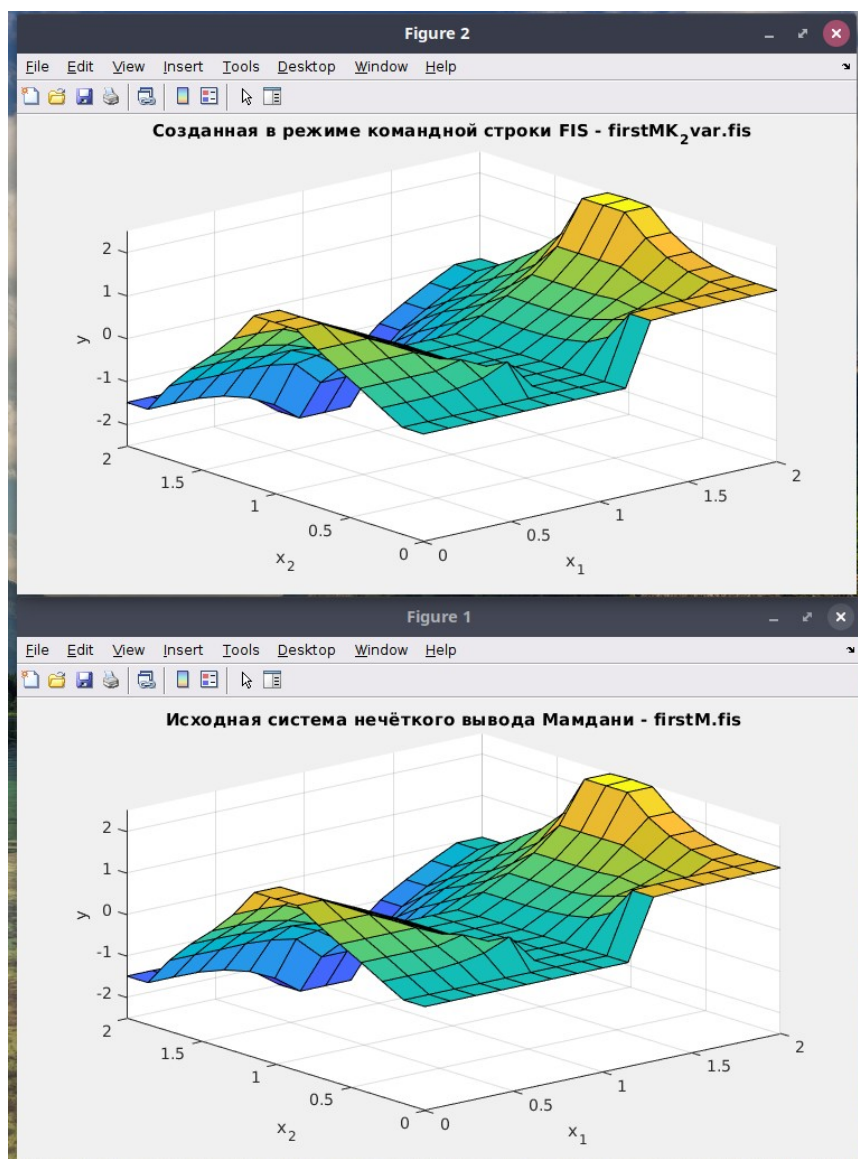 Figure 2
File Edit View Insert Tools Desktop Window Help
Созданная в режиме командной строки FIS - firstMK₂var.fis
2
1
0
-1
-2
y
2
1.5
1
0.5
0
x₂
0
0.5
1
1.5
2
x₁
Figure 1
File Edit View Insert Tools Desktop Window Help
Исходная система нечёткого вывода Мамдани - firstM.fis
2
1
0
-1
-2
y
2
1.5
1
0.5
0
x₂
0
0.5
1
1.5
2
x₁